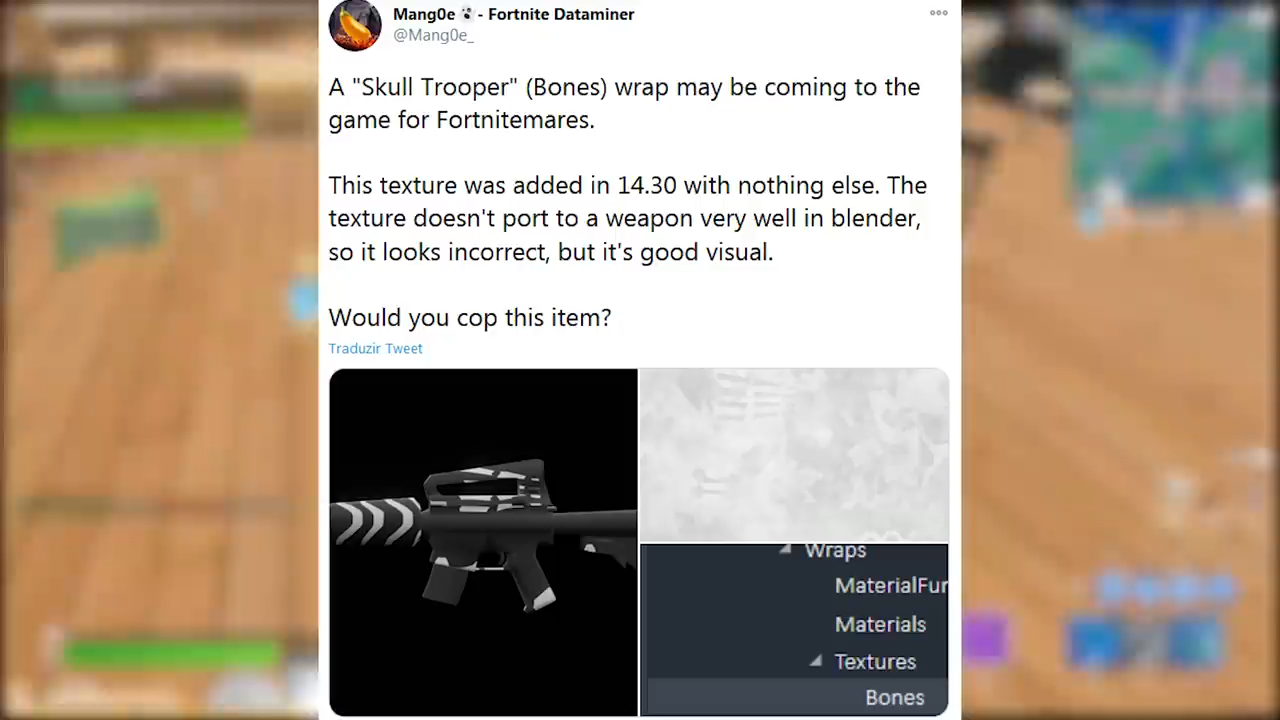 Mang0e - Fortnite Dataminer
@Mang0e_
A "Skull Trooper" (Bones) wrap may be coming to the
game for Fortnitemares.
This texture was added in 14.30 with nothing else. The
texture doesn't port to a weapon very well in blender,
so it looks incorrect, but it's good visual.
Would you cop this item?
Traduzir Tweet
Wraps
MaterialFur
Materials
Textures
Bones